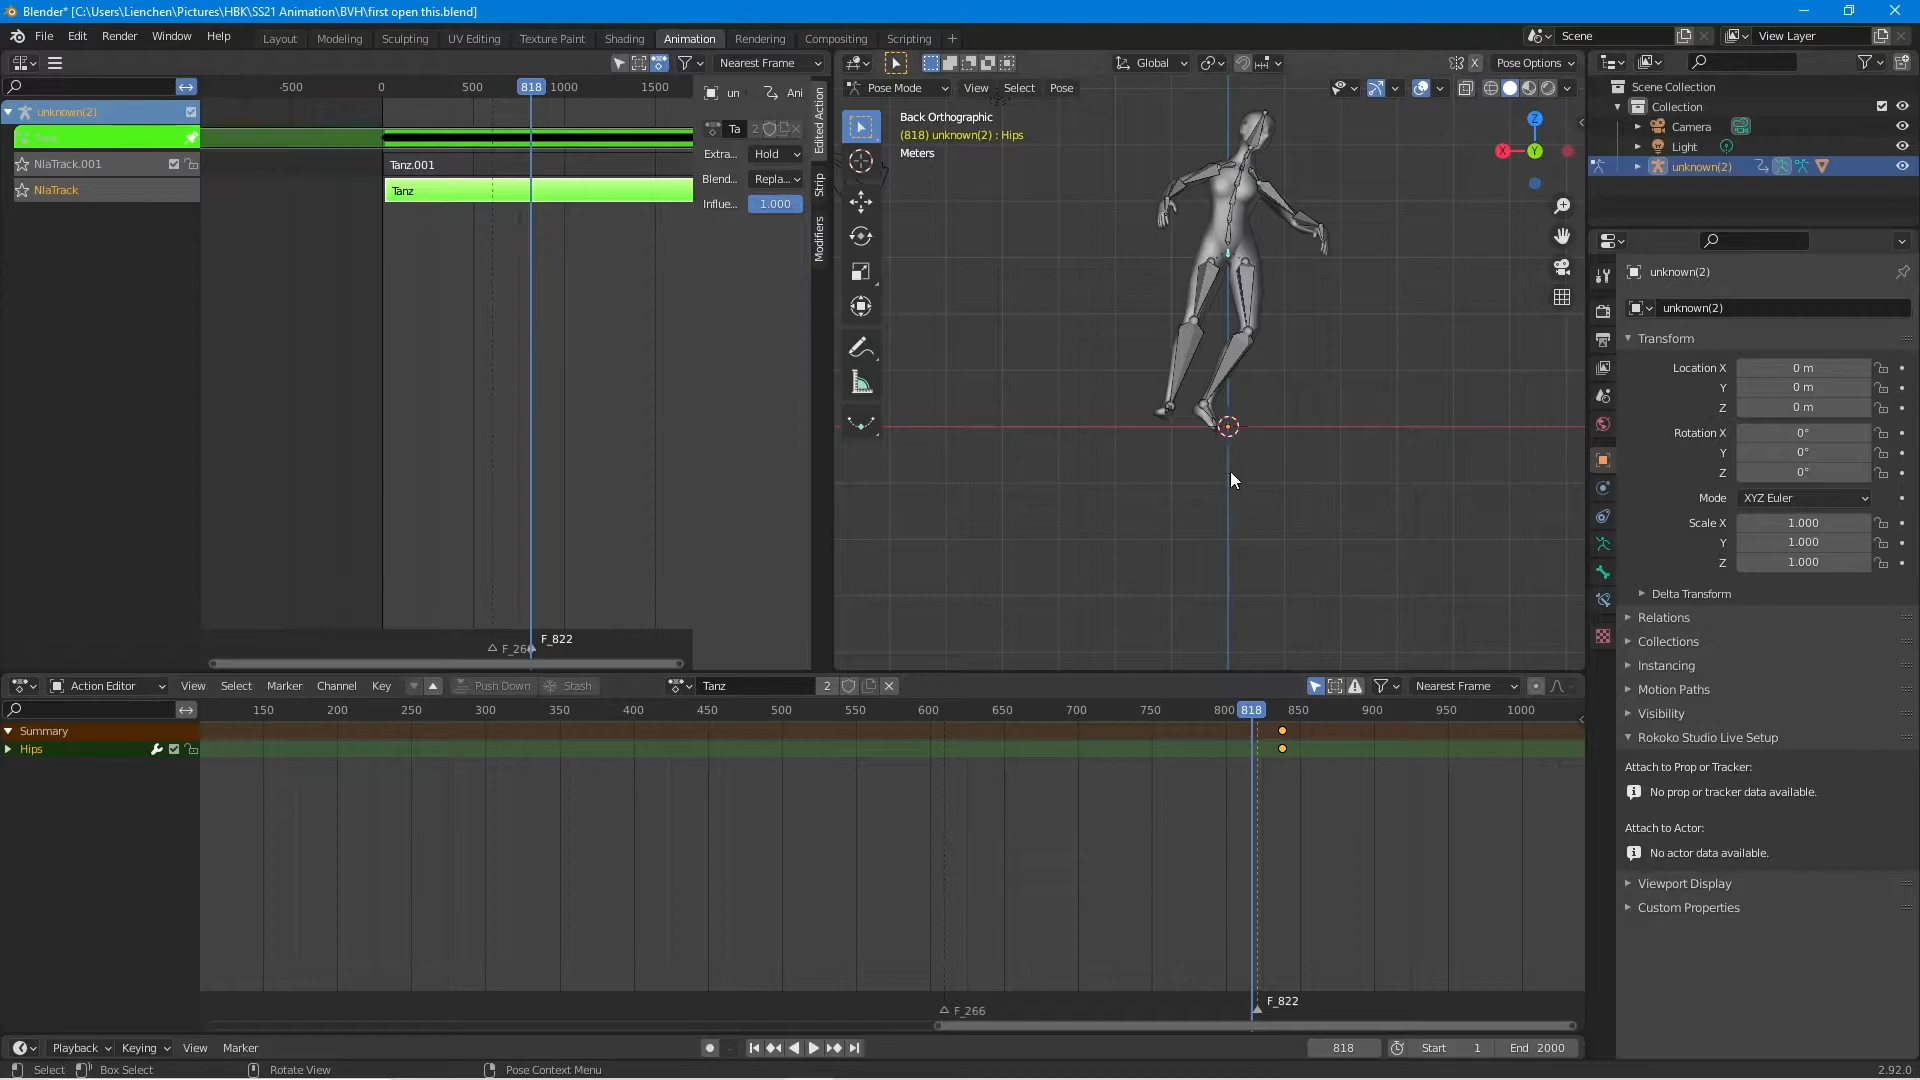 Blender* [C:\Users\Lienchen\Pictures\HBK\SS21 Animation\BVH\first open this.blend]
File Edit Render Window Help Layout Modeling Sculpting UV Editing Texture Paint Shading Animation Rendering Compositing Scripting + Scene View Layer
Nearest Frame Global Pose Options
-500 0 500 818 1000 1500
un Ani
Pose Mode View Select Pose
Scene Collection
Collection
Camera
Light
unknown(2)
unknown(2)
Ta 2
Edited Action
NlaTrack.001
Tanz.001
Extra... Hold
NlaTrack
Tanz
Blend... Repla...
Strip
Influe... 1.000
Modifiers
F_26
F_822
Back Orthographic
(818) unknown(2) : Hips
Meters
Z
X
Y
unknown(2)
unknown(2)
Transform
Location X 0 m
Y 0 m
Z 0 m
Rotation X 0°
Y 0°
Z 0°
Mode XYZ Euler
Scale X 1.000
Y 1.000
Z 1.000
Delta Transform
Relations
Collections
Instancing
Motion Paths
Visibility
Rokoko Studio Live Setup
Attach to Prop or Tracker:
No prop or tracker data available.
Attach to Actor:
No actor data available.
Viewport Display
Custom Properties
Action Editor View Select Marker Channel Key Push Down Stash Tanz 2 Nearest Frame
150 200 250 300 350 400 450 500 550 600 650 700 750 800 818 850 900 950 1000
Summary
Hips
F_266
F_822
Playback Keying View Marker 818 Start 1 End 2000
Select Box Select Rotate View Pose Context Menu 2.92.0